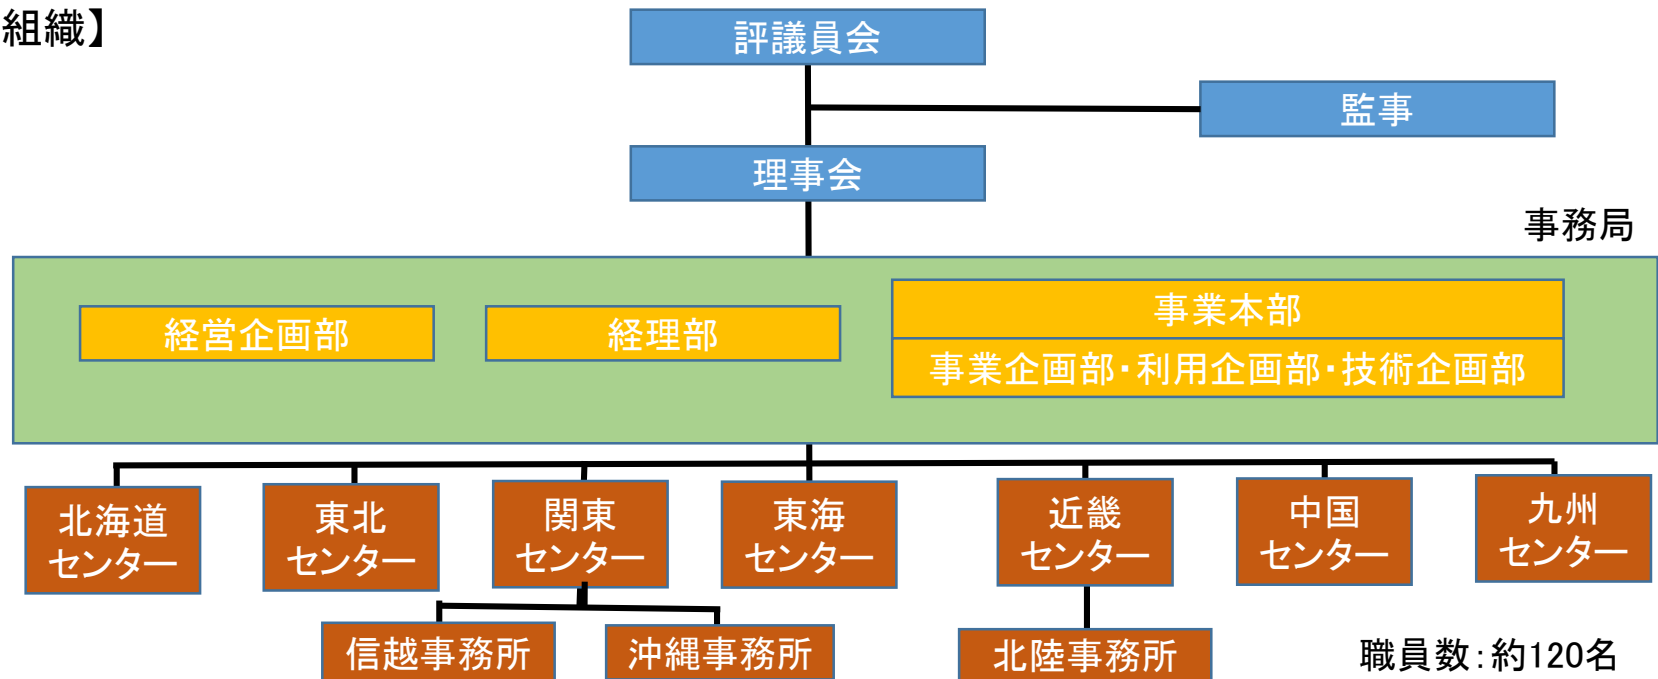 組織】
評議員会
監事
理事会
事務局
経営企画部
経理部
事業本部
事業企画部・利用企画部・技術企画部
北海道
センター
東北
センター
関東
センター
東海
センター
近畿
センター
中国
センター
九州
センター
信越事務所
沖縄事務所
北陸事務所
職員数：約120名